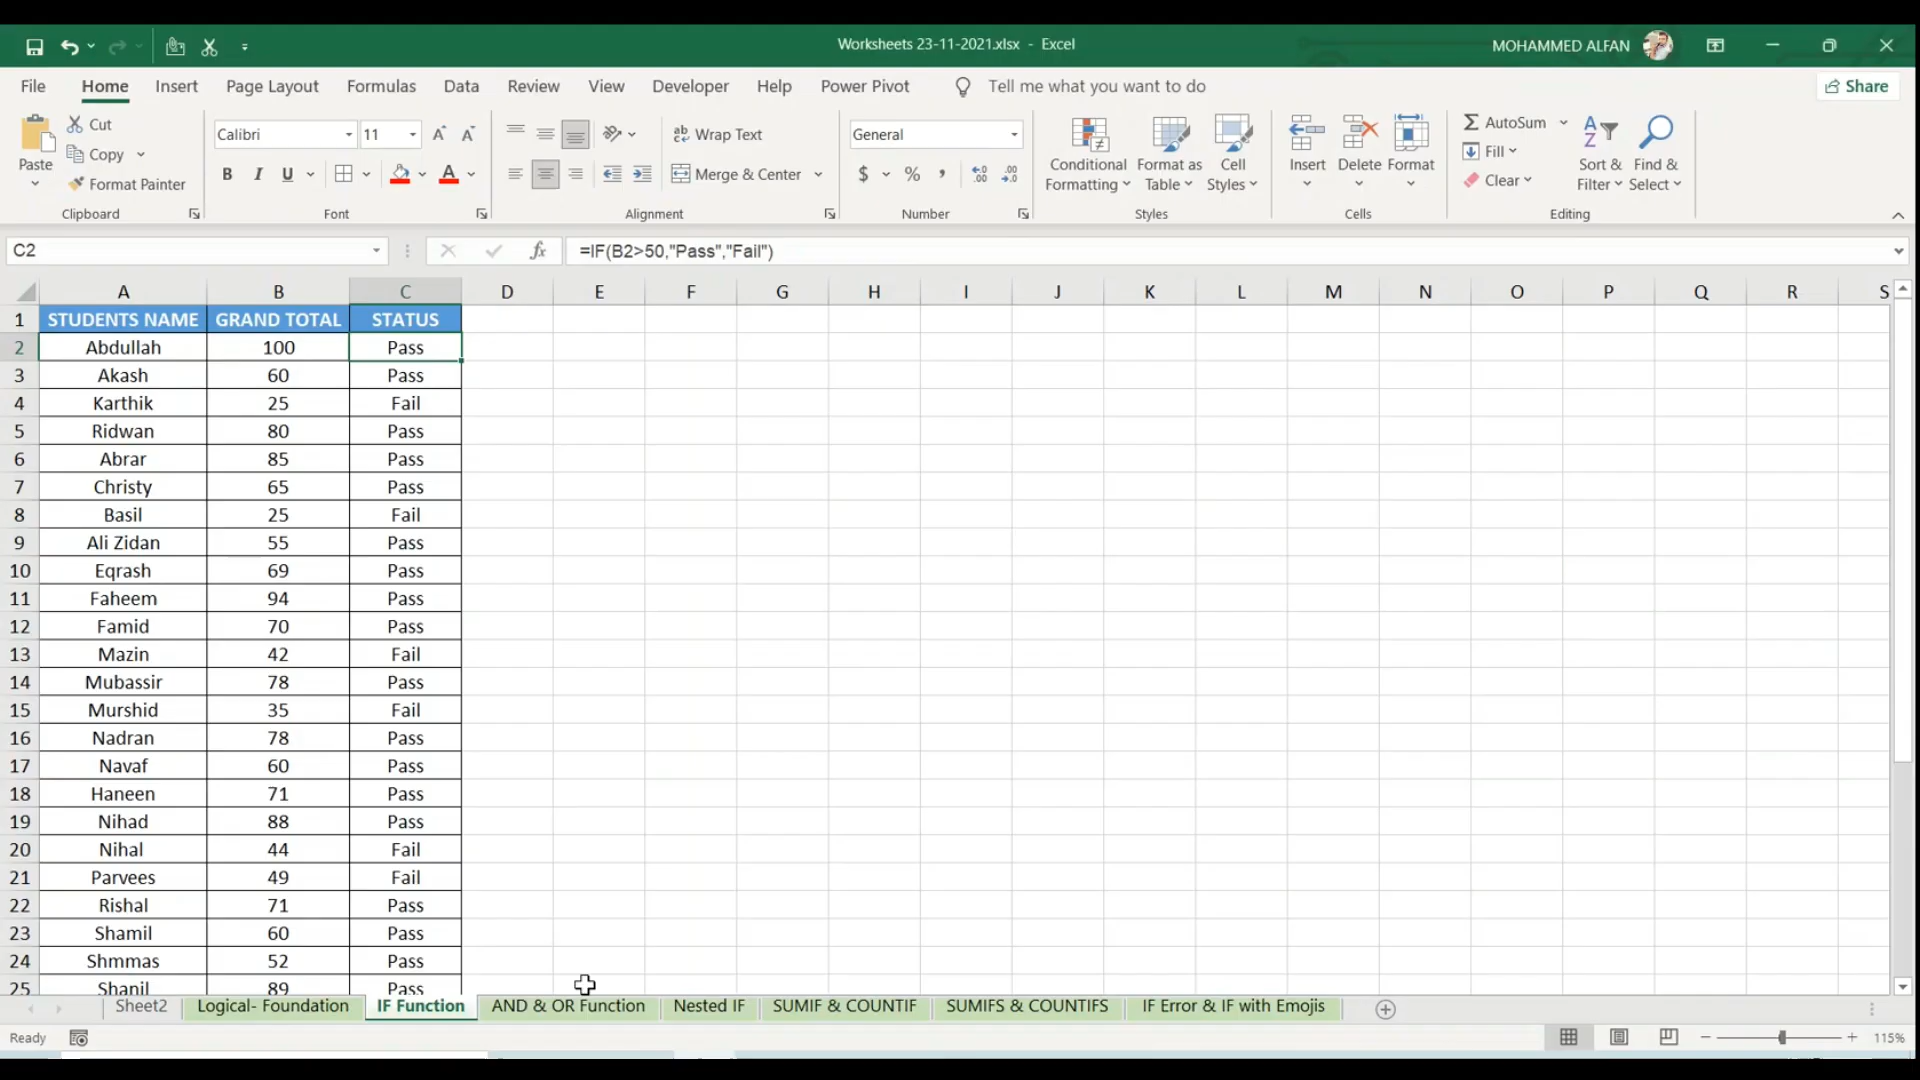 Worksheets 23-11-2021.xlsx - Excel
MOHAMMED ALFAN
File Home Insert Page Layout Formulas Data Review View Developer Help Power Pivot Tell me what you want to do Share
Paste
Cut
Copy
Format Painter
Clipboard
Calibri 11
B I U
Font
Wrap Text
Merge & Center
Alignment
General
$ % ,
Number
Conditional Formatting
Format as Table
Cell Styles
Styles
Insert Delete Format
Cells
AutoSum
Fill
Clear
Sort & Filter
Find & Select
Editing
C2 fx =IF(B2>50,"Pass","Fail")
A B C D E F G H I J K L M N O P Q R S
1 STUDENTS NAME GRAND TOTAL STATUS
2 Abdullah 100 Pass
3 Akash 60 Pass
4 Karthik 25 Fail
5 Ridwan 80 Pass
6 Abrar 85 Pass
7 Christy 65 Pass
8 Basil 25 Fail
9 Ali Zidan 55 Pass
10 Eqrash 69 Pass
11 Faheem 94 Pass
12 Famid 70 Pass
13 Mazin 42 Fail
14 Mubassir 78 Pass
15 Murshid 35 Fail
16 Nadran 78 Pass
17 Navaf 60 Pass
18 Haneen 71 Pass
19 Nihad 88 Pass
20 Nihal 44 Fail
21 Parvees 49 Fail
22 Rishal 71 Pass
23 Shamil 60 Pass
24 Shmmas 52 Pass
25 Shanil 89 Pass
Sheet2 Logical- Foundation IF Function AND & OR Function Nested IF SUMIF & COUNTIF SUMIFS & COUNTIFS IF Error & IF with Emojis
Ready 115%